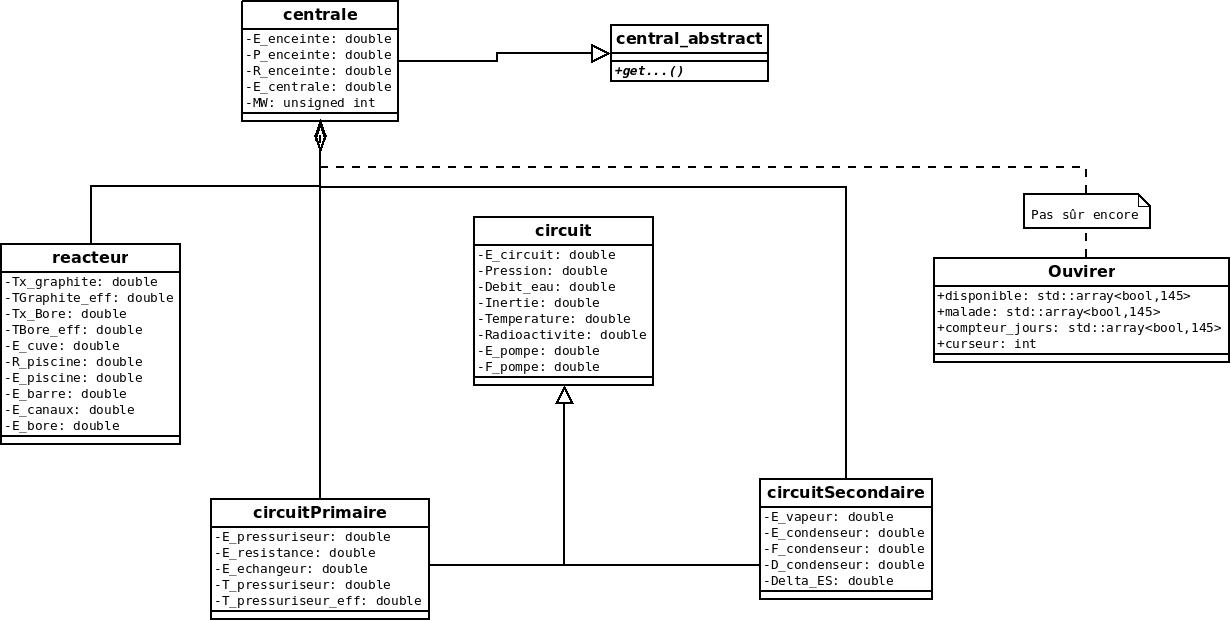 centrale
-E_enceinte: double
-P_enceinte: double
-R_enceinte: double
-E_centrale: double
-MW: unsigned int
central_abstract
+get...()
Pas sûr encore
circuit
-E_circuit: double
-Pression: double
-Debit_eau: double
-Inertie: double
-Temperature: double
-Radioactivite: double
-E_pompe: double
-F_pompe: double
reacteur
-Tx_graphite: double
-TGraphite_eff: double
-Tx_Bore: double
-TBore_eff: double
-E_cuve: double
-R_piscine: double
-E_piscine: double
-E_barre: double
-E_canaux: double
-E_bore: double
Ouvirer
+disponible: std::array<bool,145>
+malade: std::array<bool,145>
+compteur_jours: std::array<bool,145>
+curseur: int
circuitPrimaire
-E_pressuriseur: double
-E_resistance: double
-E_echangeur: double
-T_pressuriseur: double
-T_pressuriseur_eff: double
circuitSecondaire
-E_vapeur: double
-E_condenseur: double
-F_condenseur: double
-D_condenseur: double
-Delta_ES: double